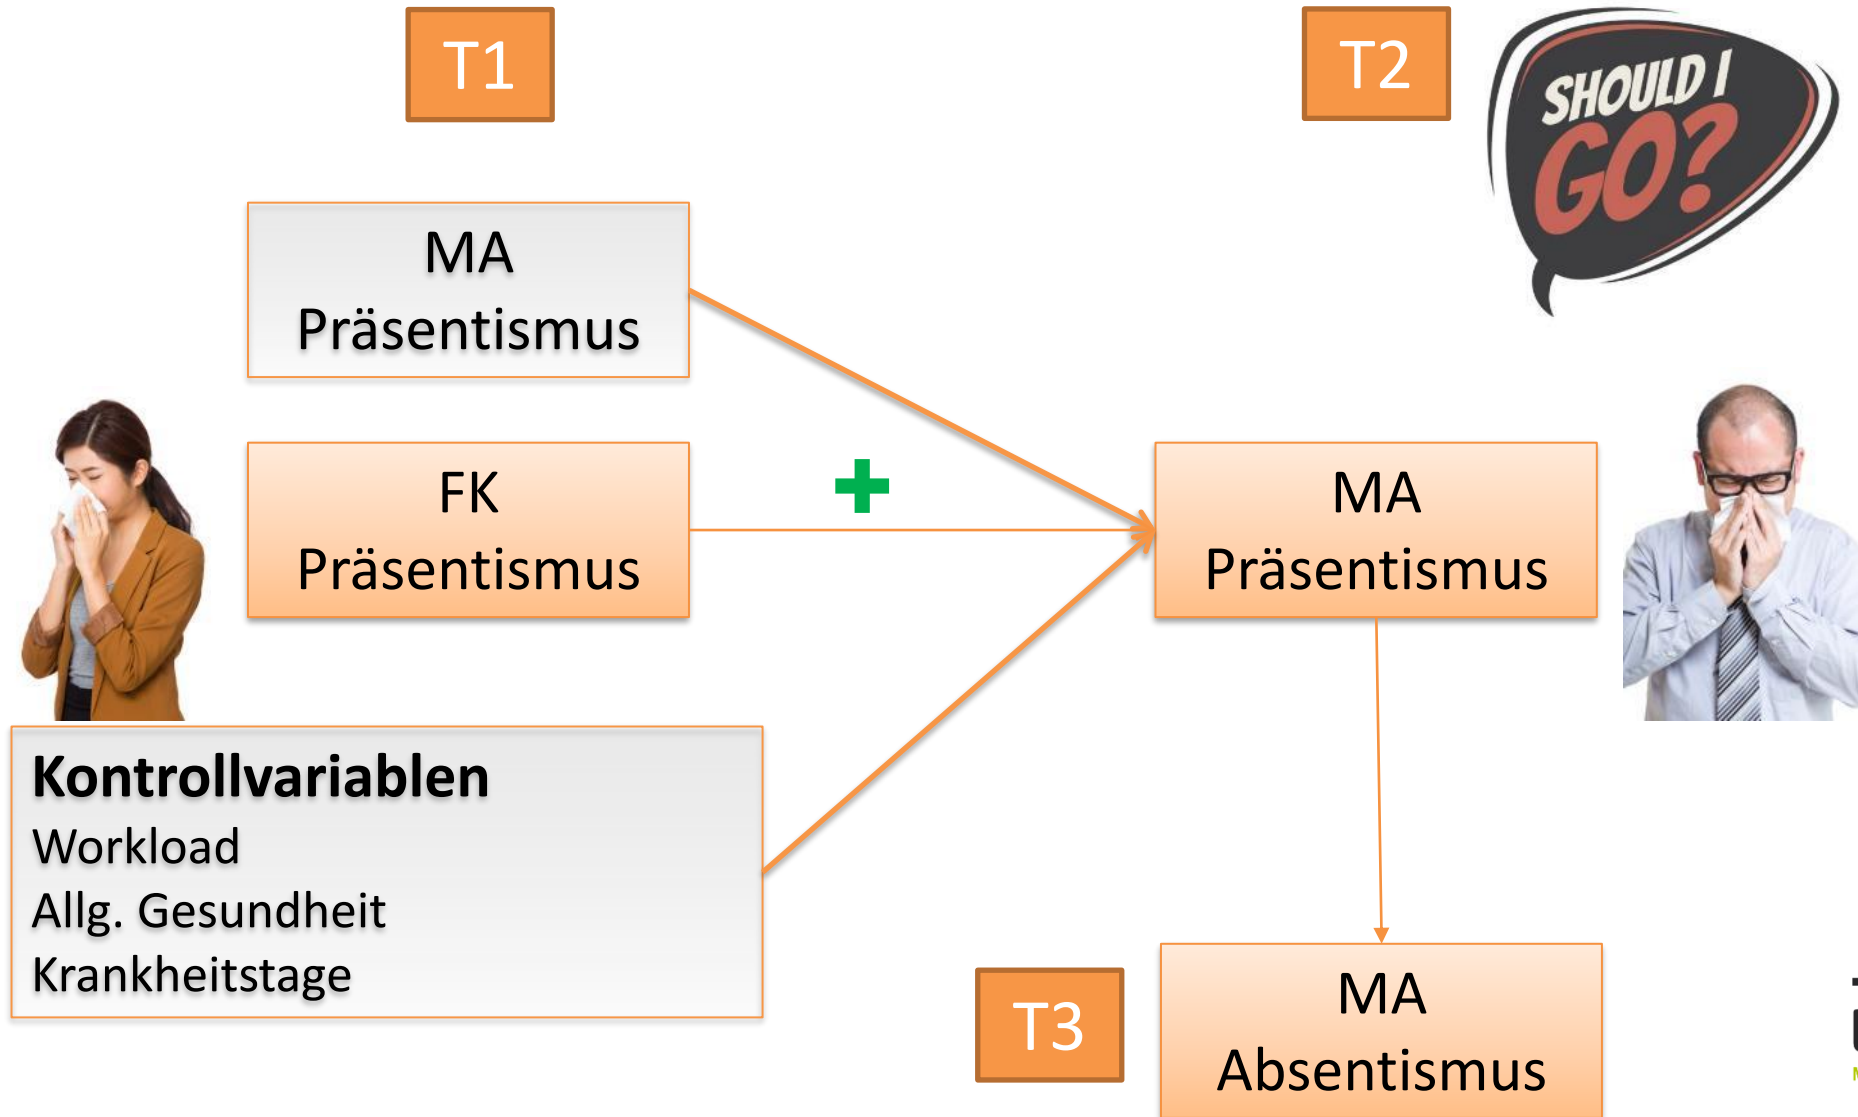 T1
T2
SHOULD I
GO?
MA
Präsentismus
FK
Präsentismus
MA
Präsentismus
Kontrollvariablen
Workload
Allg. Gesundheit
Krankheitstage
T3
MA
Absentismus